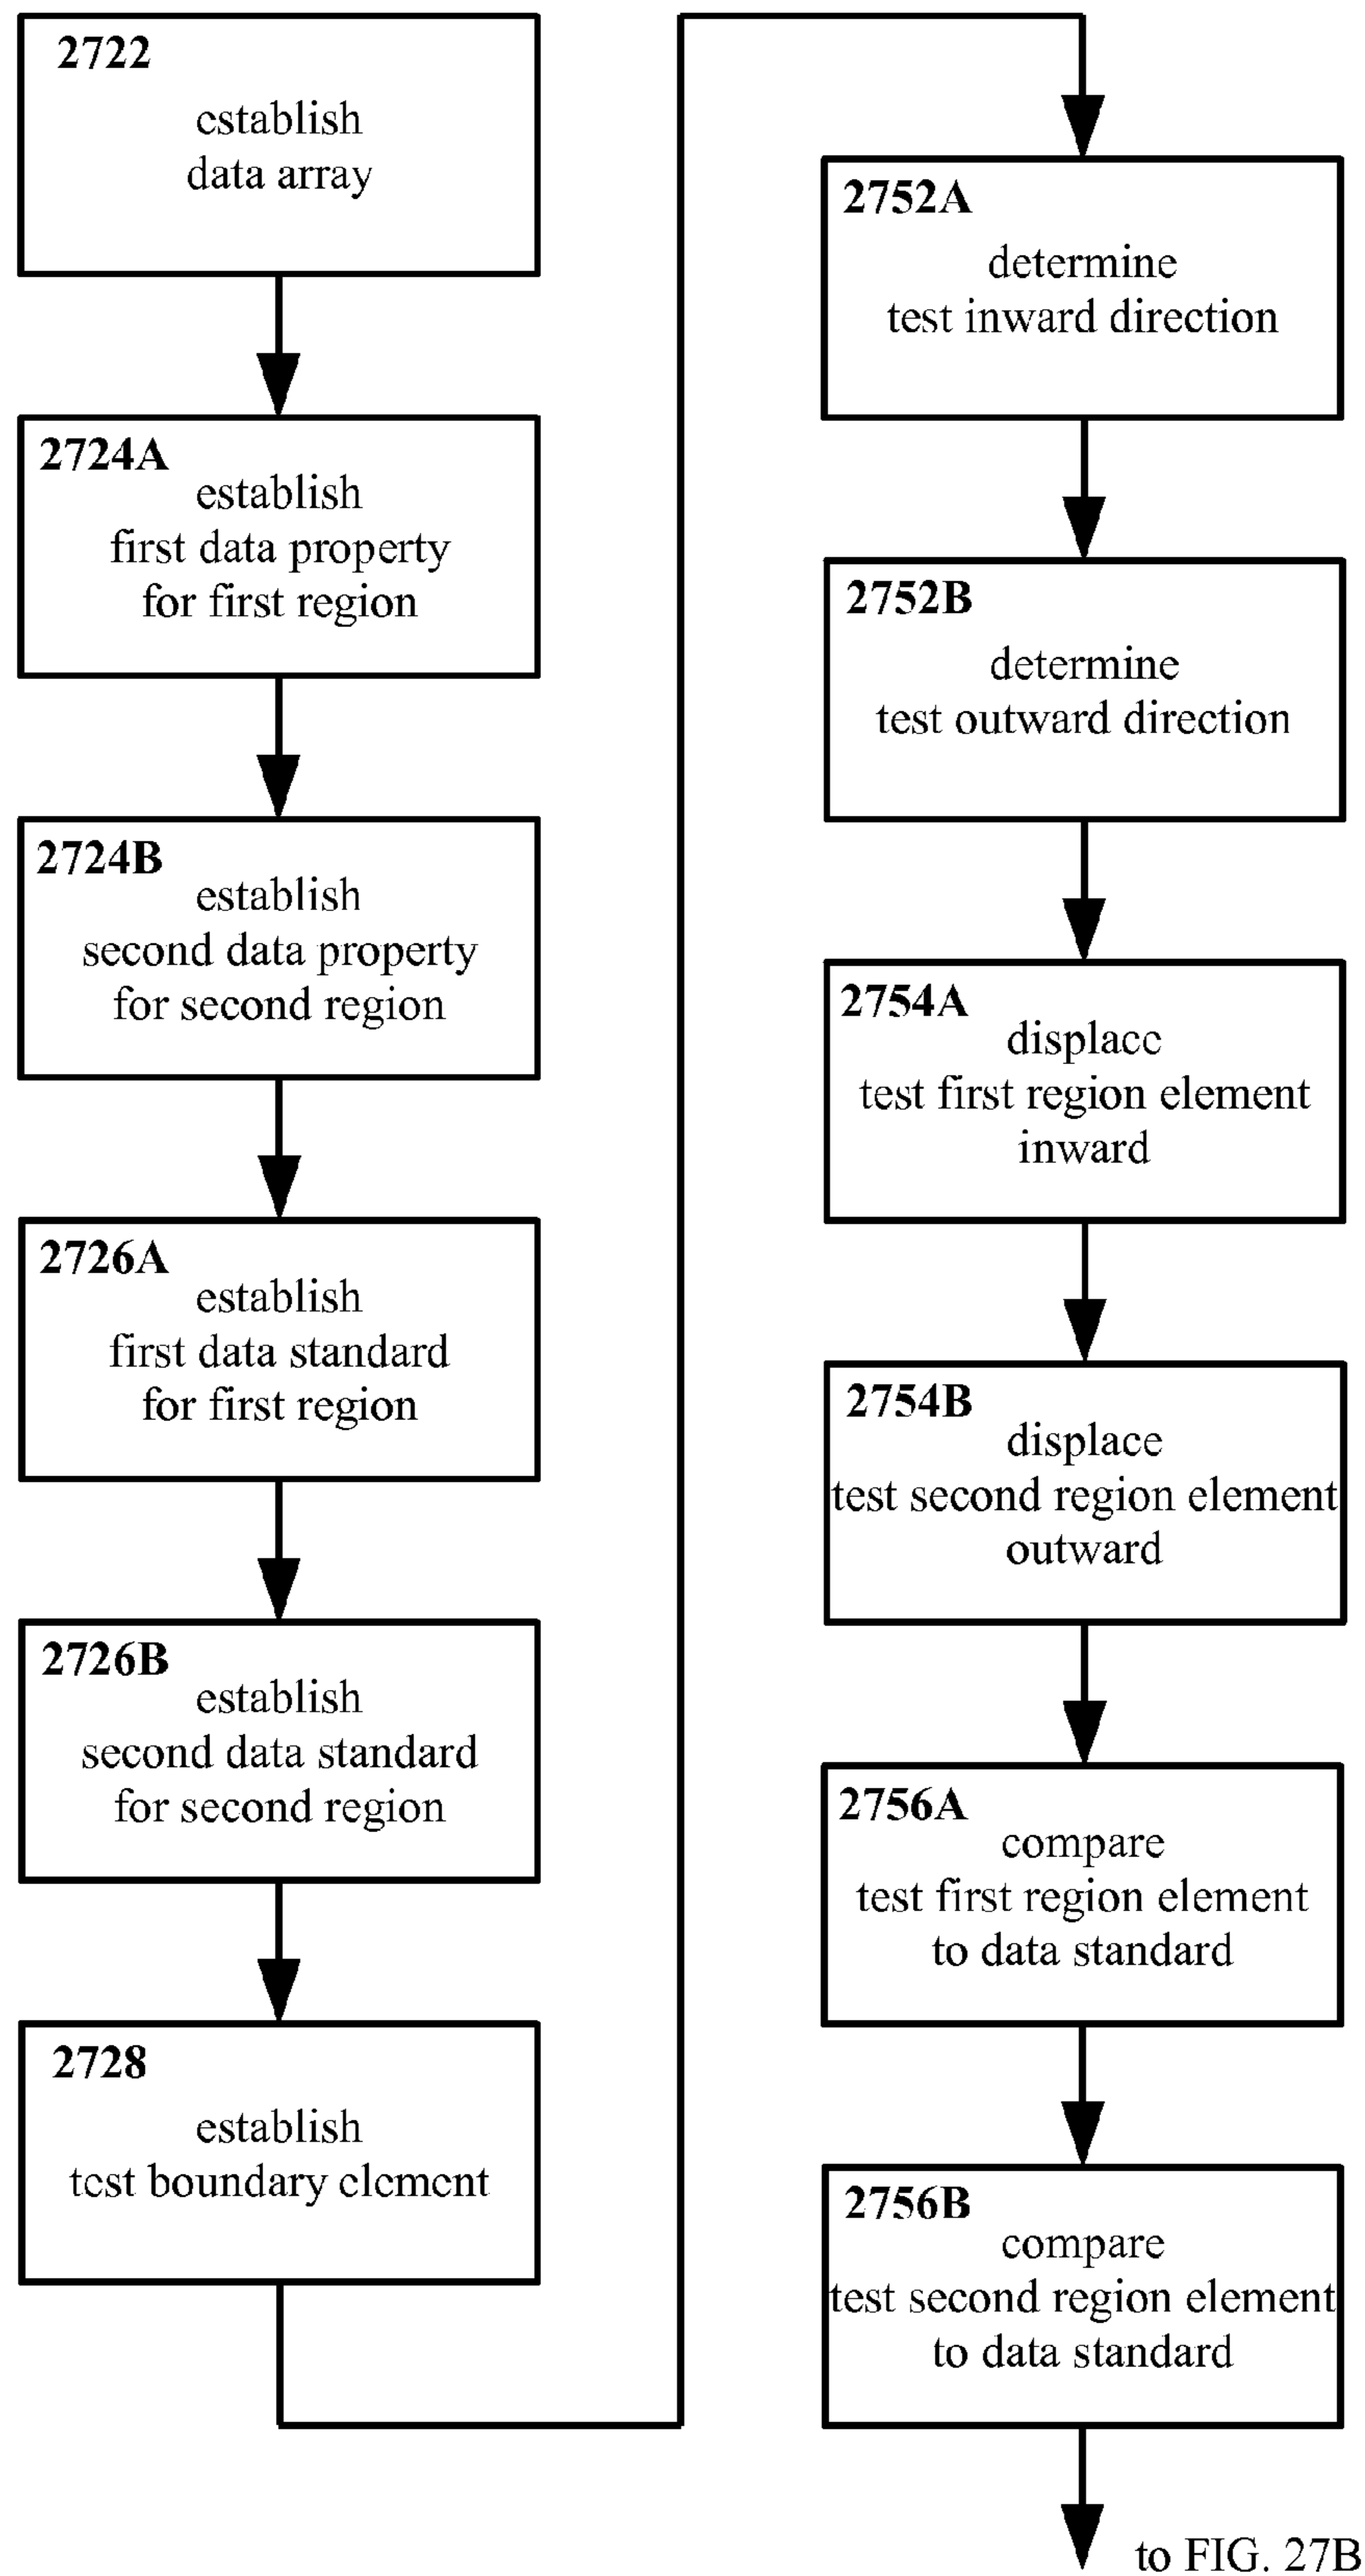 2722
establish
data array
2724A
establish
first data property
for first region
2724B
establish
second data property
for second region
2726A
establish
first data standard
for first region
2726B
establish
second data standard
for second region
2728
establish
test boundary element
2752A
determine
test inward direction
2752B
determine
test outward direction
2754A
displace
test first region element
inward
2754B
displace
test second region element
outward
2756A
compare
test first region element
to data standard
2756B
compare
test second region element
to data standard
to FIG. 27B